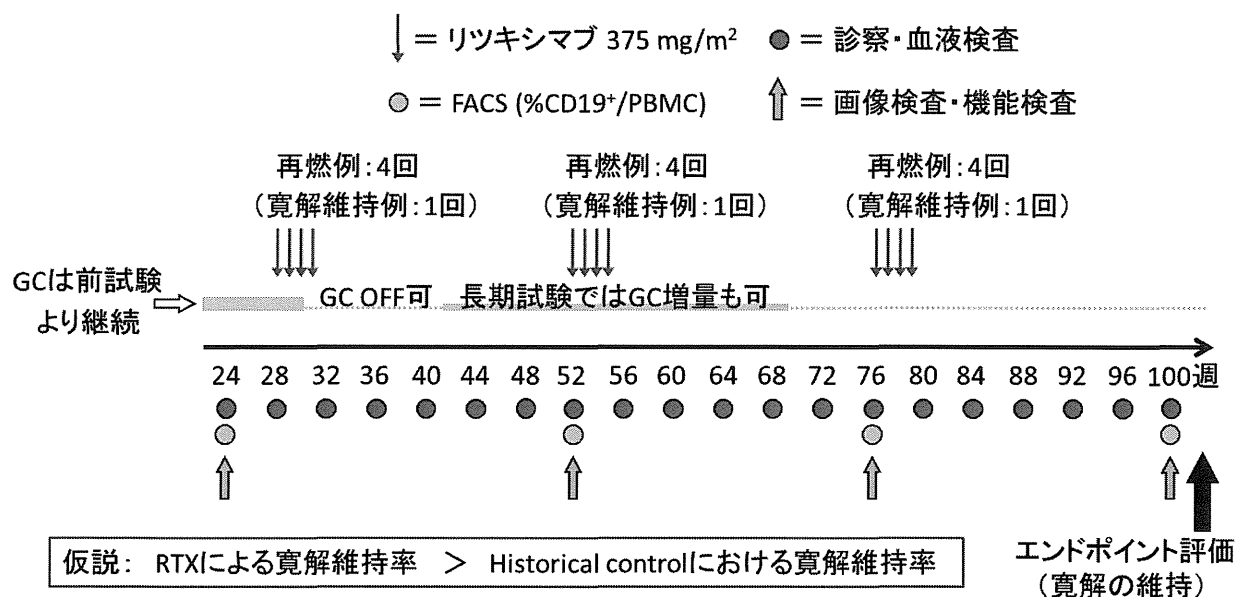 = リツキシマブ 375 mg/m² = 診察・血液検査
= FACS (%CD19⁺/PBMC) = 画像検査・機能検査
再燃例:4回 再燃例:4回 再燃例:4回
(寛解維持例:1回) (寛解維持例:1回) (寛解維持例:1回)
GCは前試験
より継続
GC OFF可 長期試験ではGC増量も可
24 28 32 36 40 44 48 52 56 60 64 68 72 76 80 84 88 92 96 100週
仮説: RTXによる寛解維持率 > Historical controlにおける寛解維持率
エンドポイント評価
(寛解の維持)